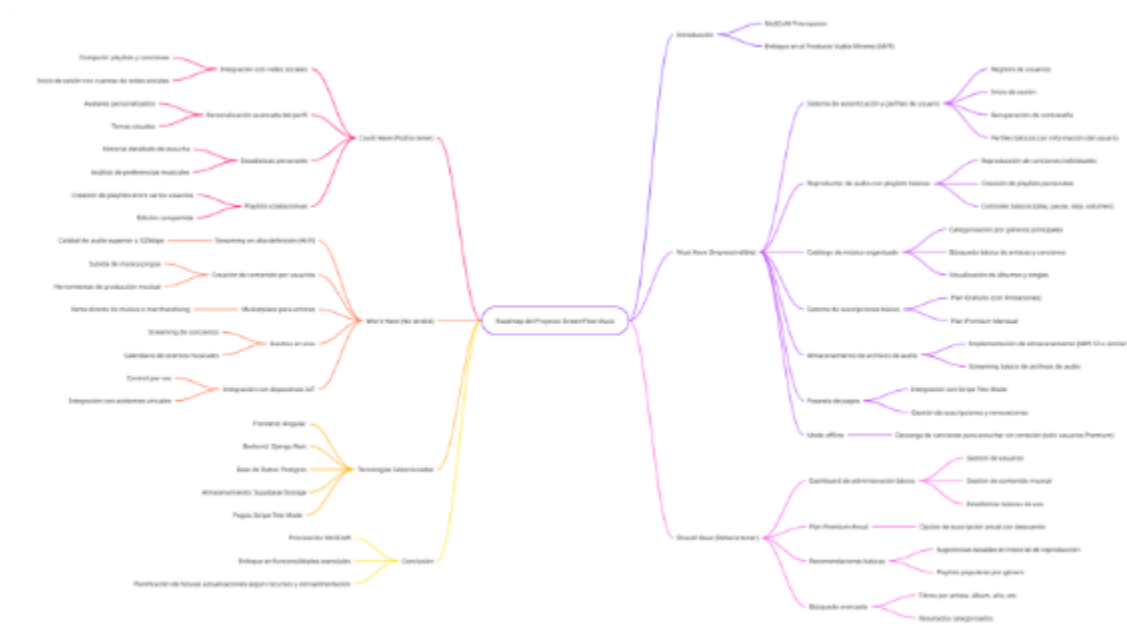 Roadmap del Proyecto StreamFlow Music
Introducción
MoSCoW Priorización
Enfoque en el Producto Viable Mínimo (MVP)
Must Have (Imprescindible)
Sistema de autenticación y perfiles de usuario
Registro de usuarios
Inicio de sesión
Recuperación de contraseña
Perfiles básicos con información del usuario
Reproductor de audio con playlists básicas
Reproducción de canciones individuales
Creación de playlists personales
Controles básicos (play, pause, skip, volumen)
Catálogo de música organizado
Categorización por géneros principales
Búsqueda básica de artistas y canciones
Visualización de álbumes y singles
Sistema de suscripciones básico
Plan Gratuito (con limitaciones)
Plan Premium Mensual
Almacenamiento de archivos de audio
Implementación de almacenamiento (AWS S3 o similar)
Streaming básico de archivos de audio
Pasarela de pagos
Integración con Stripe Test Mode
Gestión de suscripciones y renovaciones
Modo offline
Descarga de canciones para escuchar sin conexión (solo usuarios Premium)
Should Have (Debería tener)
Dashboard de administración básico
Gestión de usuarios
Gestión de contenido musical
Estadísticas básicas de uso
Plan Premium Anual
Opción de suscripción anual con descuento
Recomendaciones básicas
Sugerencias basadas en historial de reproducción
Playlists populares por género
Búsqueda avanzada
Filtros por artista, álbum, año, etc.
Resultados categorizados
Could Have (Podría tener)
Integración con redes sociales
Compartir playlists y canciones
Inicio de sesión con cuentas de redes sociales
Personalización avanzada del perfil
Avatares personalizados
Temas visuales
Estadísticas personales
Historial detallado de escucha
Análisis de preferencias musicales
Playlists colaborativas
Creación de playlists entre varios usuarios
Edición compartida
Won't Have (No tendrá)
Streaming en alta definición (Hi-Fi)
Calidad de audio superior a 320kbps
Creación de contenido por usuarios
Subida de música propia
Herramientas de producción musical
Marketplace para artistas
Venta directa de música o merchandising
Eventos en vivo
Streaming de conciertos
Calendario de eventos musicales
Integración con dispositivos IoT
Control por voz
Integración con asistentes virtuales
Tecnologías Seleccionadas
Frontend: Angular
Backend: Django Rest
Base de Datos: Postgres
Almacenamiento: Supabase Storage
Pagos: Stripe Test Mode
Conclusión
Priorización MoSCoW
Enfoque en funcionalidades esenciales
Planificación de futuras actualizaciones según recursos y retroalimentación